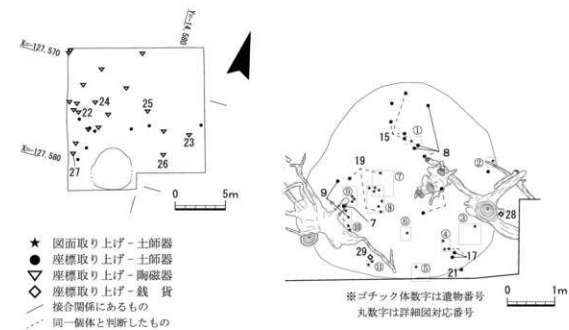 X=-127,570
Y=-14,580
24
22
25
23
X=-127,580
27
26
0 5m
★ 図面取り上げ－土師器
● 座標取り上げ－土師器
▽ 座標取り上げ－陶磁器
◇ 座標取り上げ－銭 貨
接合関係にあるもの
同一個体と判断したもの
15
①
8
②
19
⑦
9
⑨
⑧
⑩
7
⑥
③
28
④
29
⑪
17
⑤
21
※ゴチック体数字は遺物番号
丸数字は詳細図対応番号
0 1m